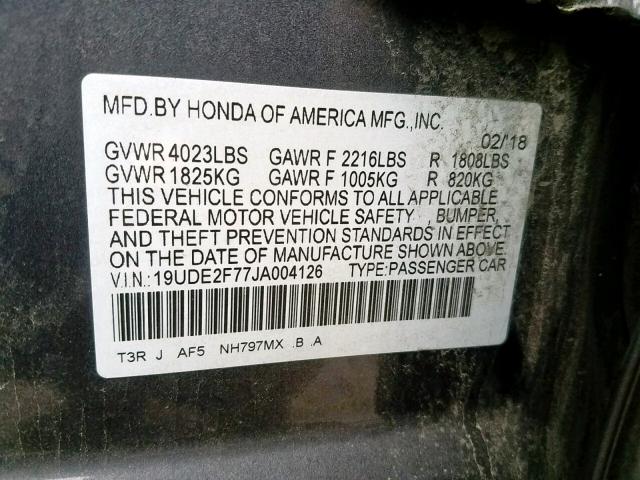 MFD.BY HONDA OF AMERICA MFG.,INC.
02/'18
GVWR 4023LBS GAWR F 2216LBS R 1808LBS
GVWR 1825KG GAWR F 1005KG R 820KG
THIS VEHICLE CONFORMS TO ALL APPLICABLE
FEDERAL MOTOR VEHICLE SAFETY , BUMPER,
AND THEFT PREVENTION STANDARDS IN EFFECT
ON THE DATE OF MANUFACTURE SHOWN ABOVE.
V.I.N.: 19UDE2F77JA004126 TYPE:PASSENGER CAR
T3R J AF5 NH797MX .B .A